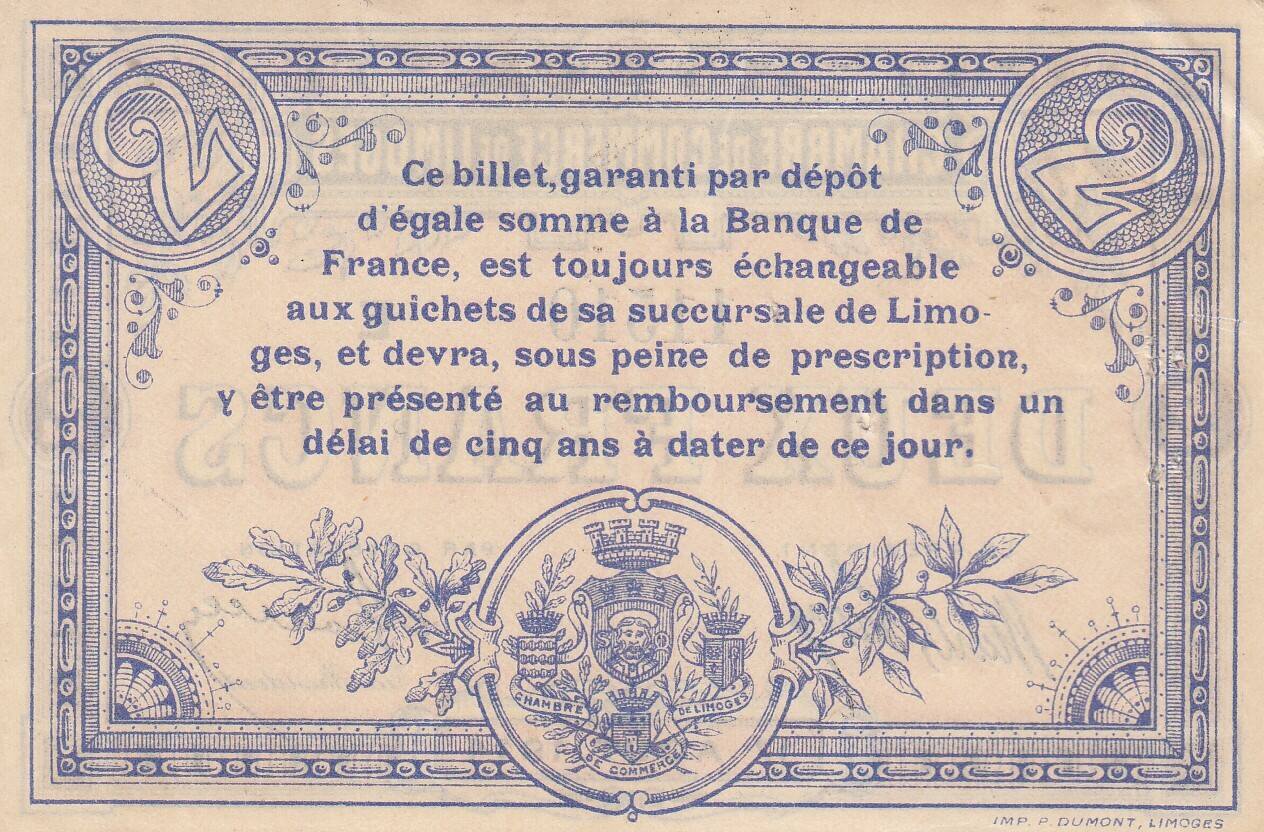 2 2
Ce billet, garanti par dépôt
d'égale somme à la Banque de
France, est toujours échangeable
aux guichets de sa succursale de Limo-
ges, et devra, sous peine de prescription,
y être présenté au remboursement dans un
délai de cinq ans à dater de ce jour.
CHAMBRE DE LIMOGES
DE COMMERCE
IMP. P. DUMONT, LIMOGES